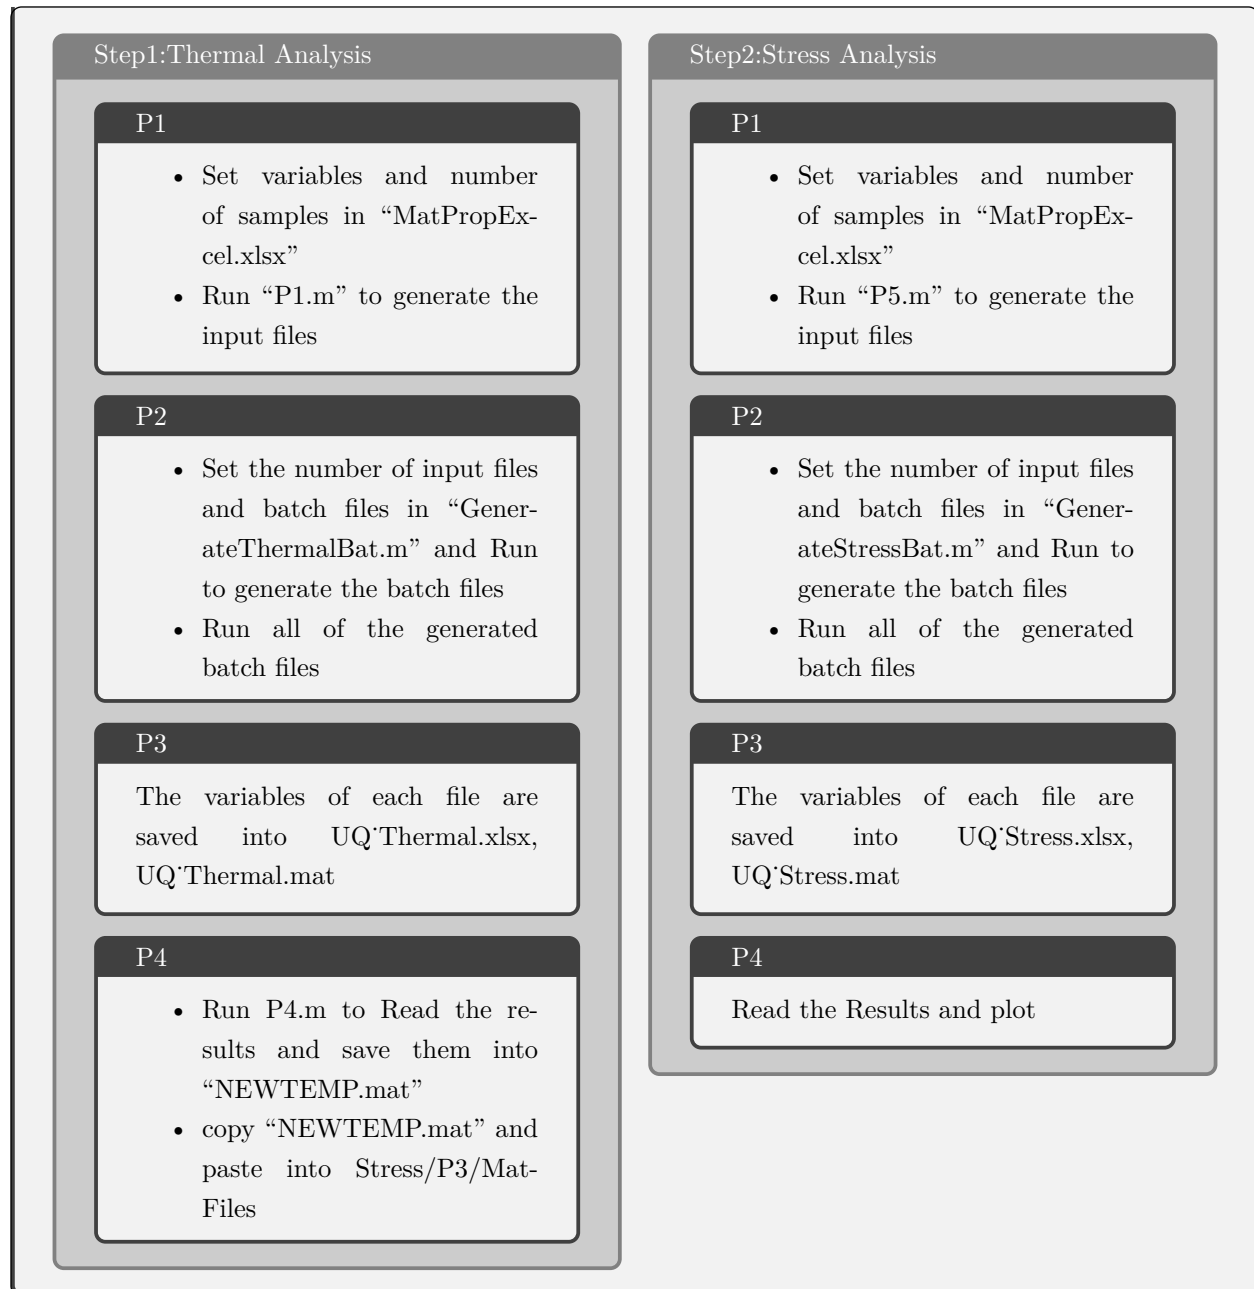 Step1:Thermal Analysis
P1
• Set variables and number
of samples in “MatPropEx-
cel.xlsx”
• Run “P1.m” to generate the
input files
P2
• Set the number of input files
and batch files in “Gener-
ateThermalBat.m” and Run
to generate the batch files
• Run all of the generated
batch files
P3
The variables of each file are
saved into UQ˙Thermal.xlsx,
UQ˙Thermal.mat
P4
• Run P4.m to Read the re-
sults and save them into
“NEWTEMP.mat”
• copy “NEWTEMP.mat” and
paste into Stress/P3/Mat-
Files
Step2:Stress Analysis
P1
• Set variables and number
of samples in “MatPropEx-
cel.xlsx”
• Run “P5.m” to generate the
input files
P2
• Set the number of input files
and batch files in “Gener-
ateStressBat.m” and Run to
generate the batch files
• Run all of the generated
batch files
P3
The variables of each file are
saved into UQ˙Stress.xlsx,
UQ˙Stress.mat
P4
Read the Results and plot